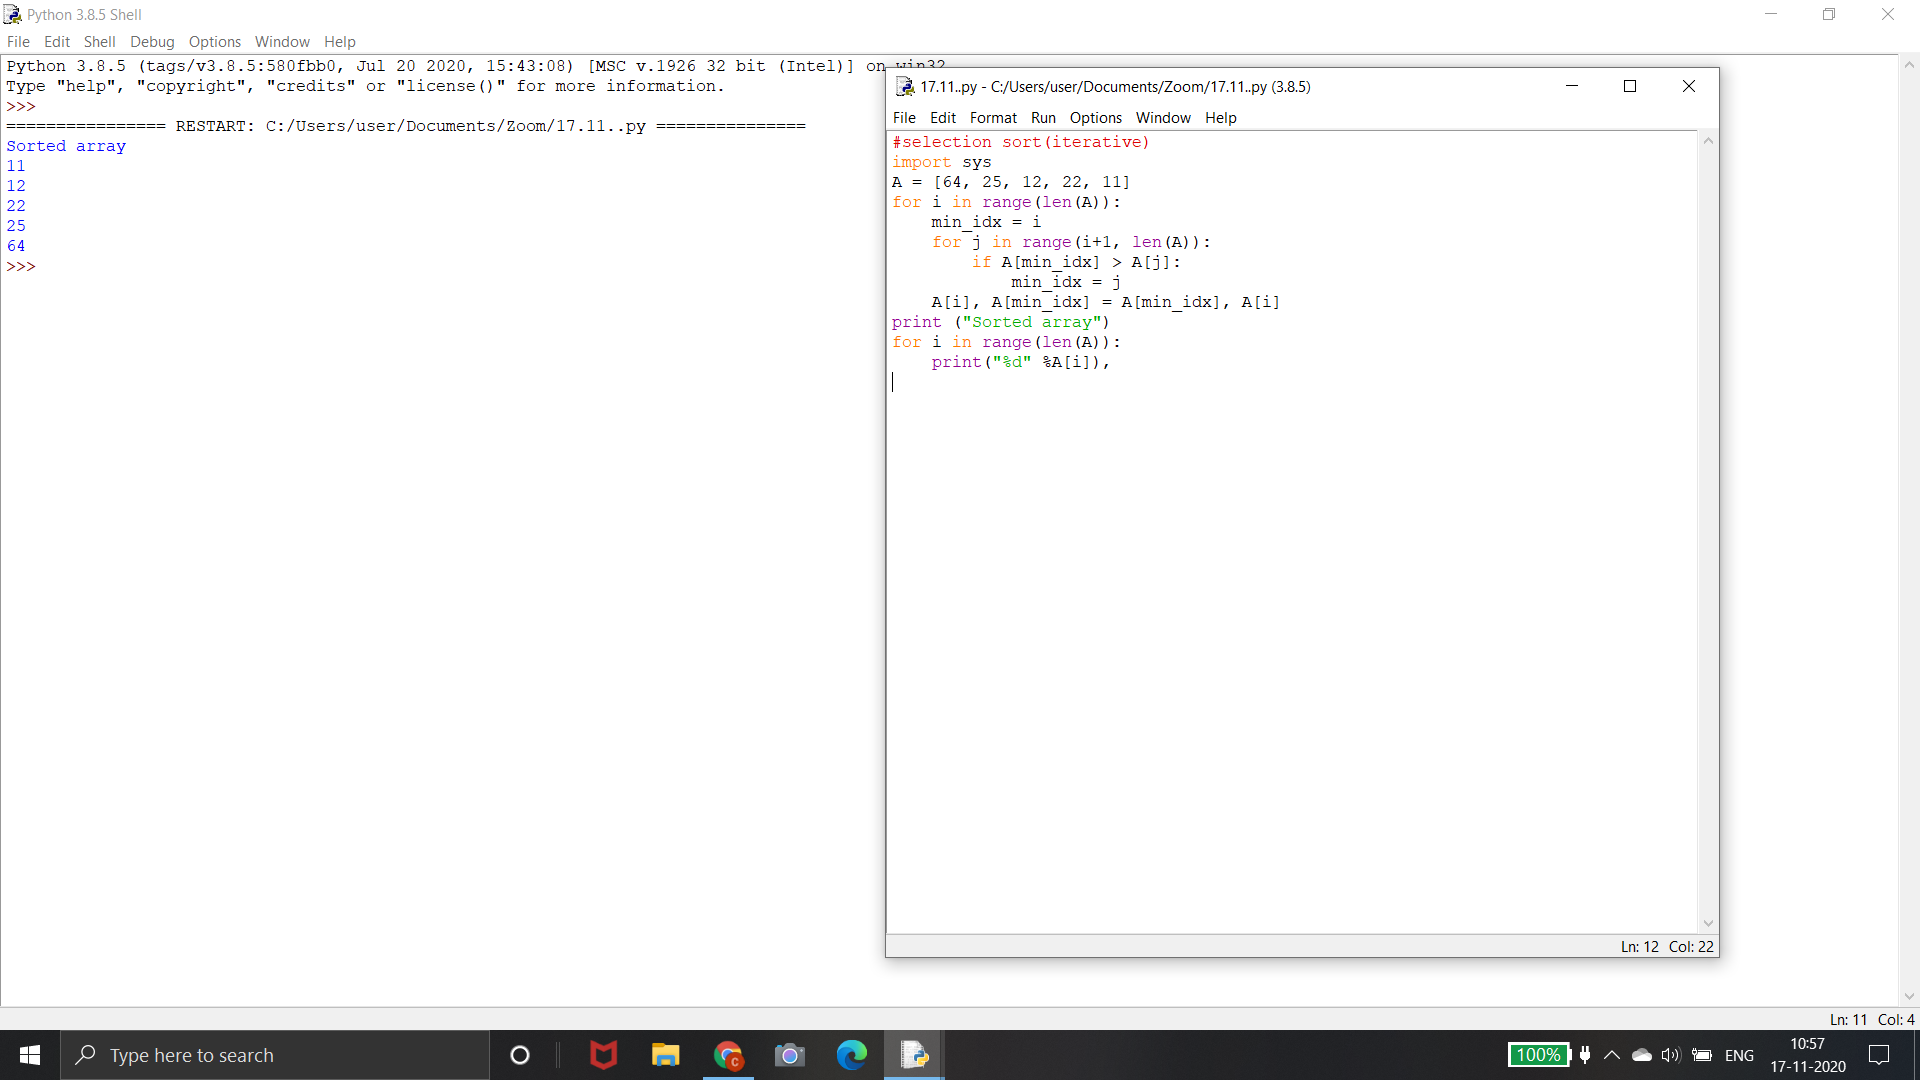 Python 3.8.5 Shell
File Edit Shell Debug Options Window Help
Python 3.8.5 (tags/v3.8.5:580fbb0, Jul 20 2020, 15:43:08) [MSC v.1926 32 bit (Intel)] on win32
Type "help", "copyright", "credits" or "license()" for more information.
>>>
================ RESTART: C:/Users/user/Documents/Zoom/17.11..py ===============
Sorted array
11
12
22
25
64
>>>
17.11..py - C:/Users/user/Documents/Zoom/17.11..py (3.8.5)
File Edit Format Run Options Window Help
#selection sort(iterative)
import sys
A = [64, 25, 12, 22, 11]
for i in range(len(A)):
    min_idx = i
    for j in range(i+1, len(A)):
        if A[min_idx] > A[j]:
            min_idx = j
    A[i], A[min_idx] = A[min_idx], A[i]
print ("Sorted array")
for i in range(len(A)):
    print("%d" %A[i]),
Ln: 12 Col: 22
Ln: 11 Col: 4
Type here to search
C
100%
ENG
10:57
17-11-2020